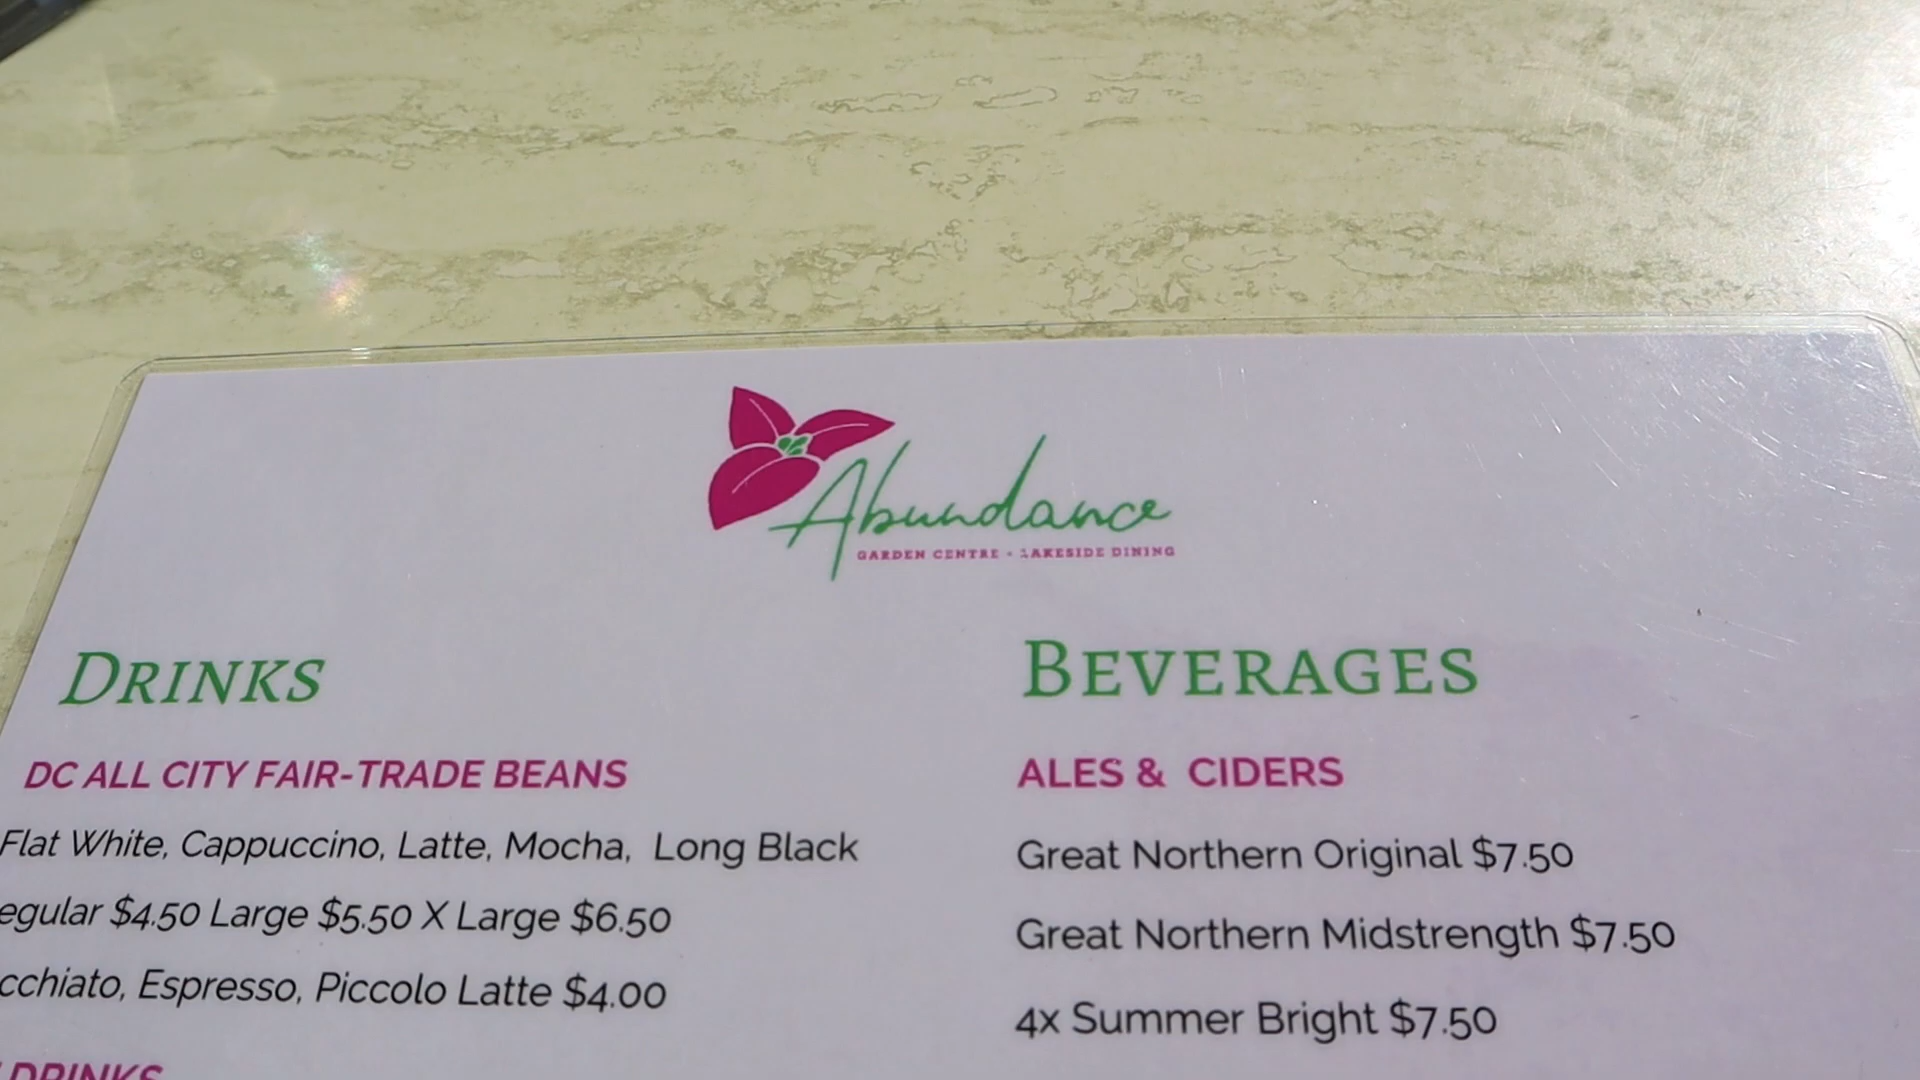 Abundance
GARDEN CENTRE • LAKESIDE DINING
DRINKS
DC ALL CITY FAIR-TRADE BEANS
Flat White, Cappuccino, Latte, Mocha, Long Black
egular $4.50 Large $5.50 X Large $6.50
cchiato, Espresso, Piccolo Latte $4.00
DRINKS
BEVERAGES
ALES & CIDERS
Great Northern Original $7.50
Great Northern Midstrength $7.50
4x Summer Bright $7.50